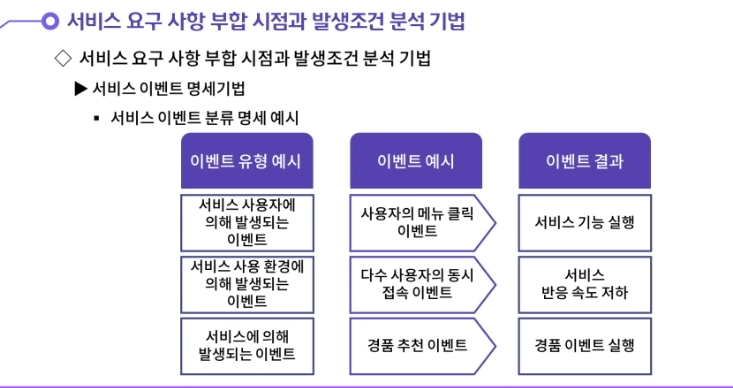 서비스 요구 사항 부합 시점과 발생조건 분석 기법
◇ 서비스 요구 사항 부합 시점과 발생조건 분석 기법
▶ 서비스 이벤트 명세기법
▪ 서비스 이벤트 분류 명세 예시
이벤트 유형 예시
이벤트 예시
이벤트 결과
서비스 사용자에
의해 발생되는
이벤트
사용자의 메뉴 클릭
이벤트
서비스 기능 실행
서비스 사용 환경에
의해 발생되는
이벤트
다수 사용자의 동시
접속 이벤트
서비스
반응 속도 저하
서비스에 의해
발생되는 이벤트
경품 추천 이벤트
경품 이벤트 실행